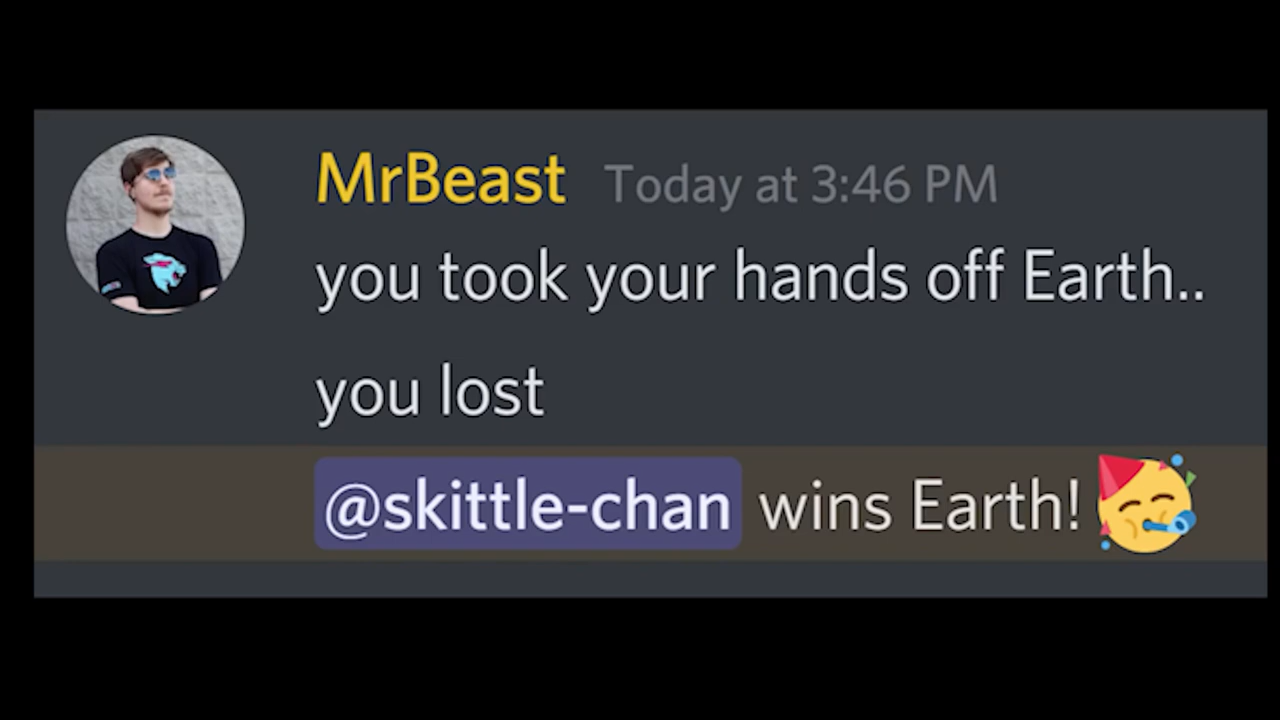 MrBeast Today at 3:46 PM
you took your hands off Earth..
you lost
@skittle-chan wins Earth! 🥳